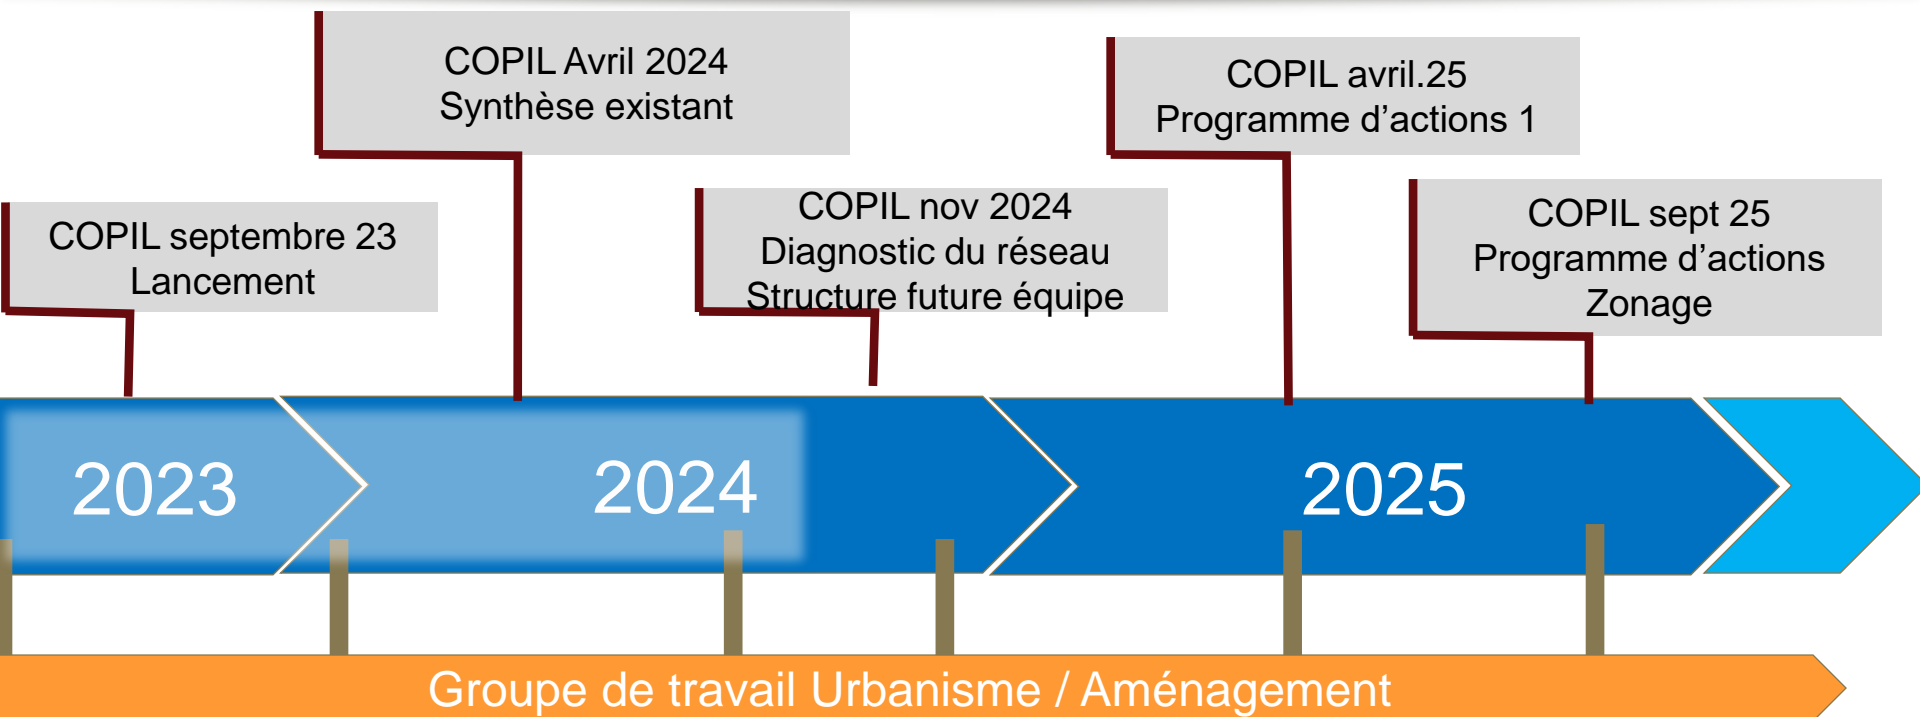 COPIL septembre 23
Lancement
COPIL Avril 2024
Synthèse existant
COPIL nov 2024
Diagnostic du réseau
Structure future équipe
COPIL avril.25
Programme d’actions 1
COPIL sept 25
Programme d’actions
Zonage
2023
2024
2025
Groupe de travail Urbanisme / Aménagement